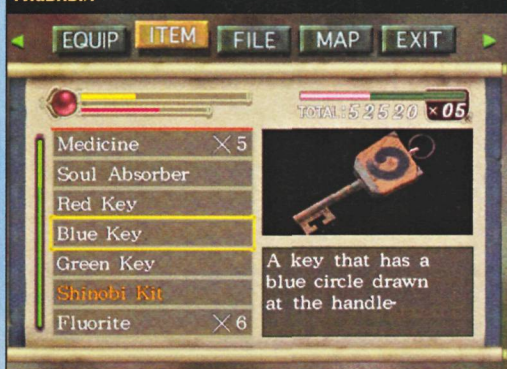 EQUIP ITEM FILE MAP EXIT
TOTAL:52520 ×05
Medicine ×5
Soul Absorber
Red Key
Blue Key
Green Key
Shinobi Kit
Fluorite ×6
A key that has a
blue circle drawn
at the handle